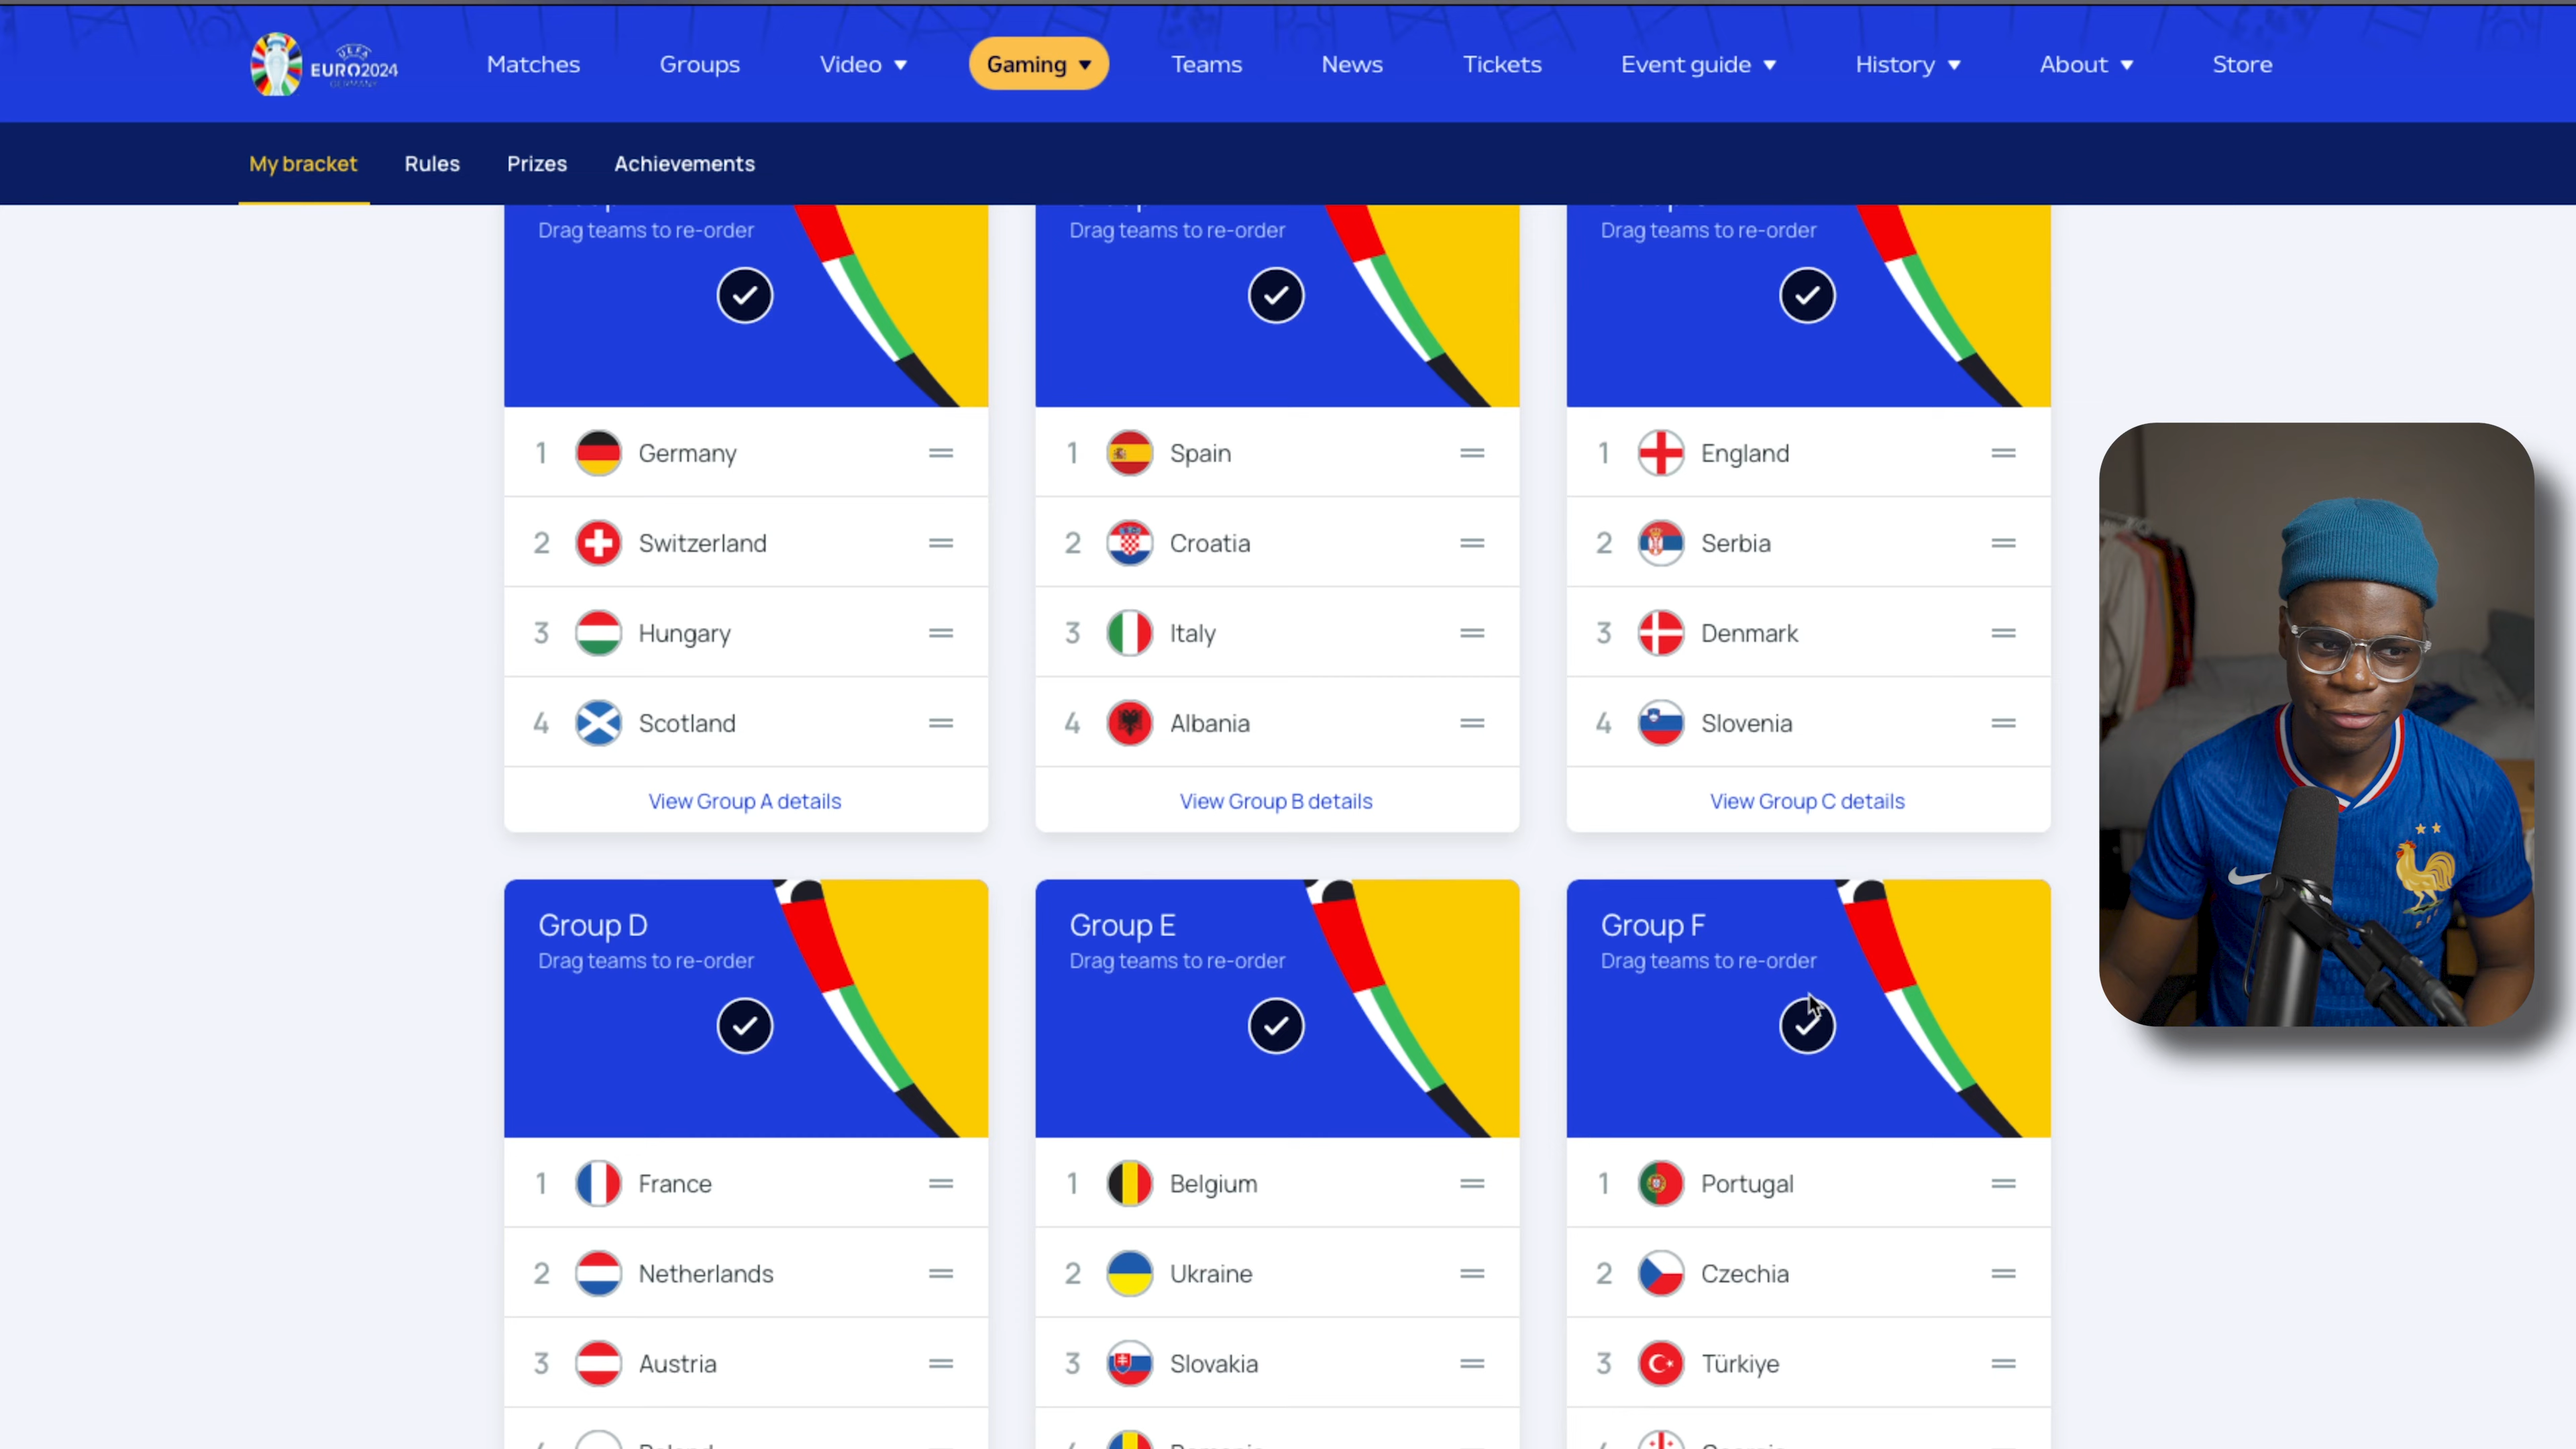 UEFA
EURO2024
GERMANY
Matches
Groups
Video
Gaming
Teams
News
Tickets
Event guide
History
About
Store
My bracket
Rules
Prizes
Achievements
Drag teams to re-order
1 Germany
2 Switzerland
3 Hungary
4 Scotland
View Group A details
Drag teams to re-order
1 Spain
2 Croatia
3 Italy
4 Albania
View Group B details
Drag teams to re-order
1 England
2 Serbia
3 Denmark
4 Slovenia
View Group C details
Group D
Drag teams to re-order
1 France
2 Netherlands
3 Austria
Group E
Drag teams to re-order
1 Belgium
2 Ukraine
3 Slovakia
Group F
Drag teams to re-order
1 Portugal
2 Czechia
3 Türkiye